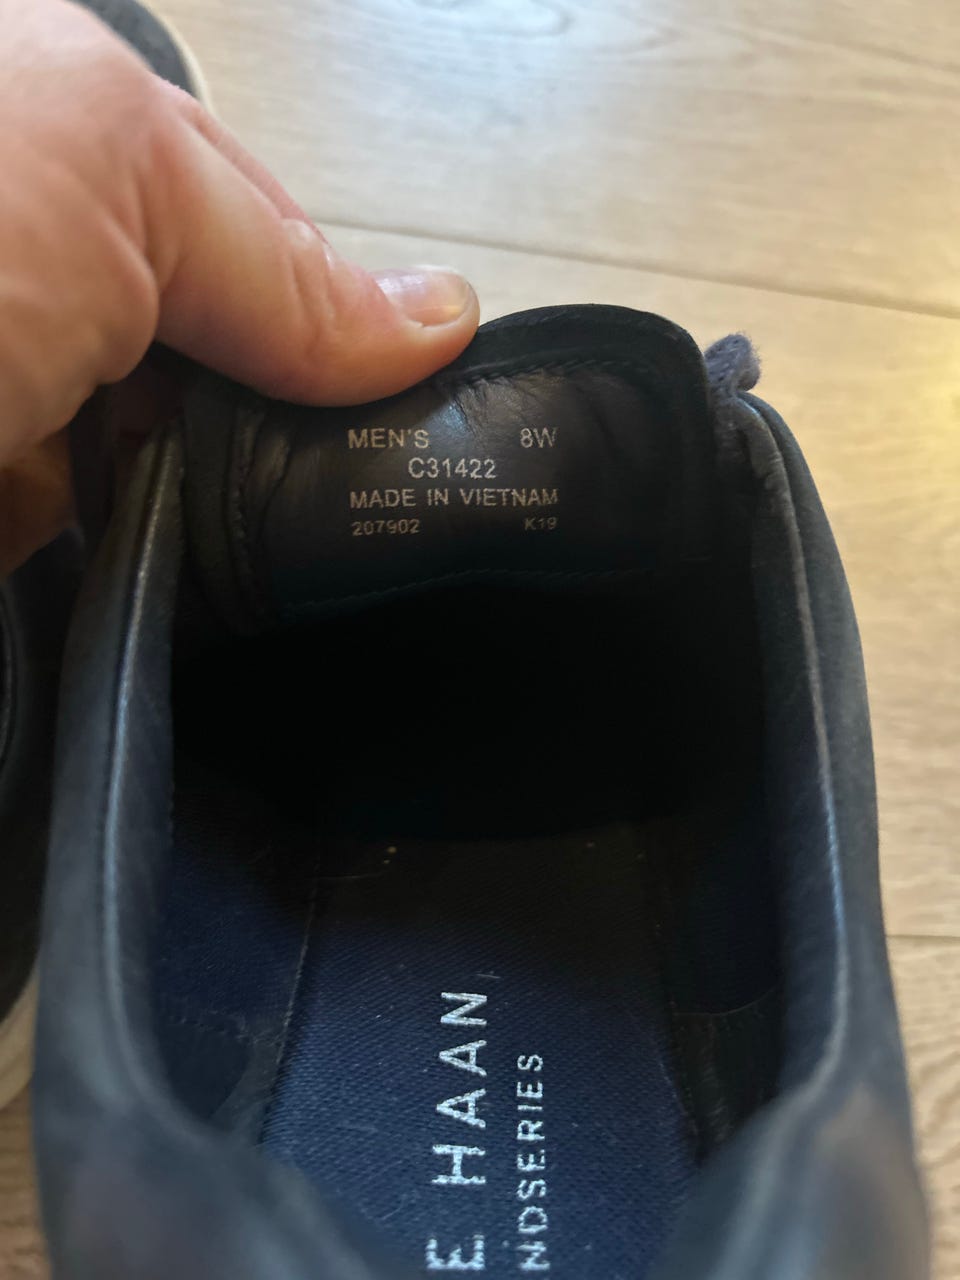 MEN'S 8W
C31422
MADE IN VIETNAM
207902 K19
E HAAN
NDSERIES